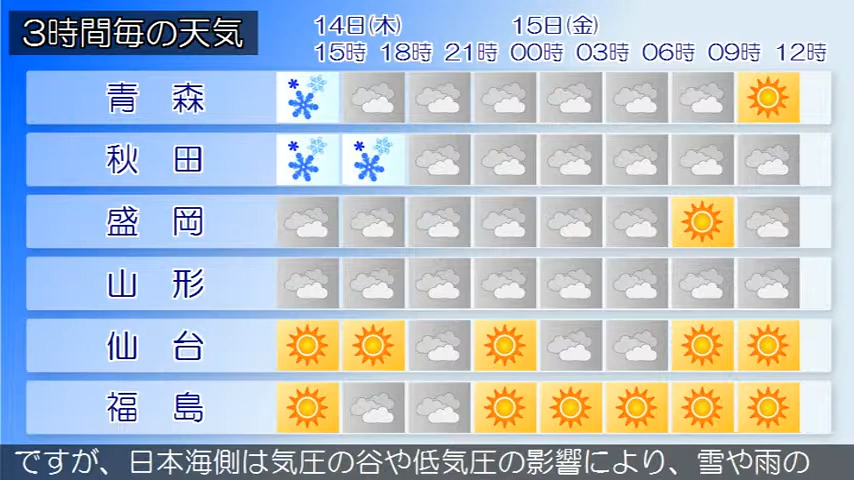 3時間毎の天気
14日(木) 15日(金)
15時 18時 21時 00時 03時 06時 09時 12時
青森
秋田
盛岡
山形
仙台
福島
ですが、日本海側は気圧の谷や低気圧の影響により、雪や雨の